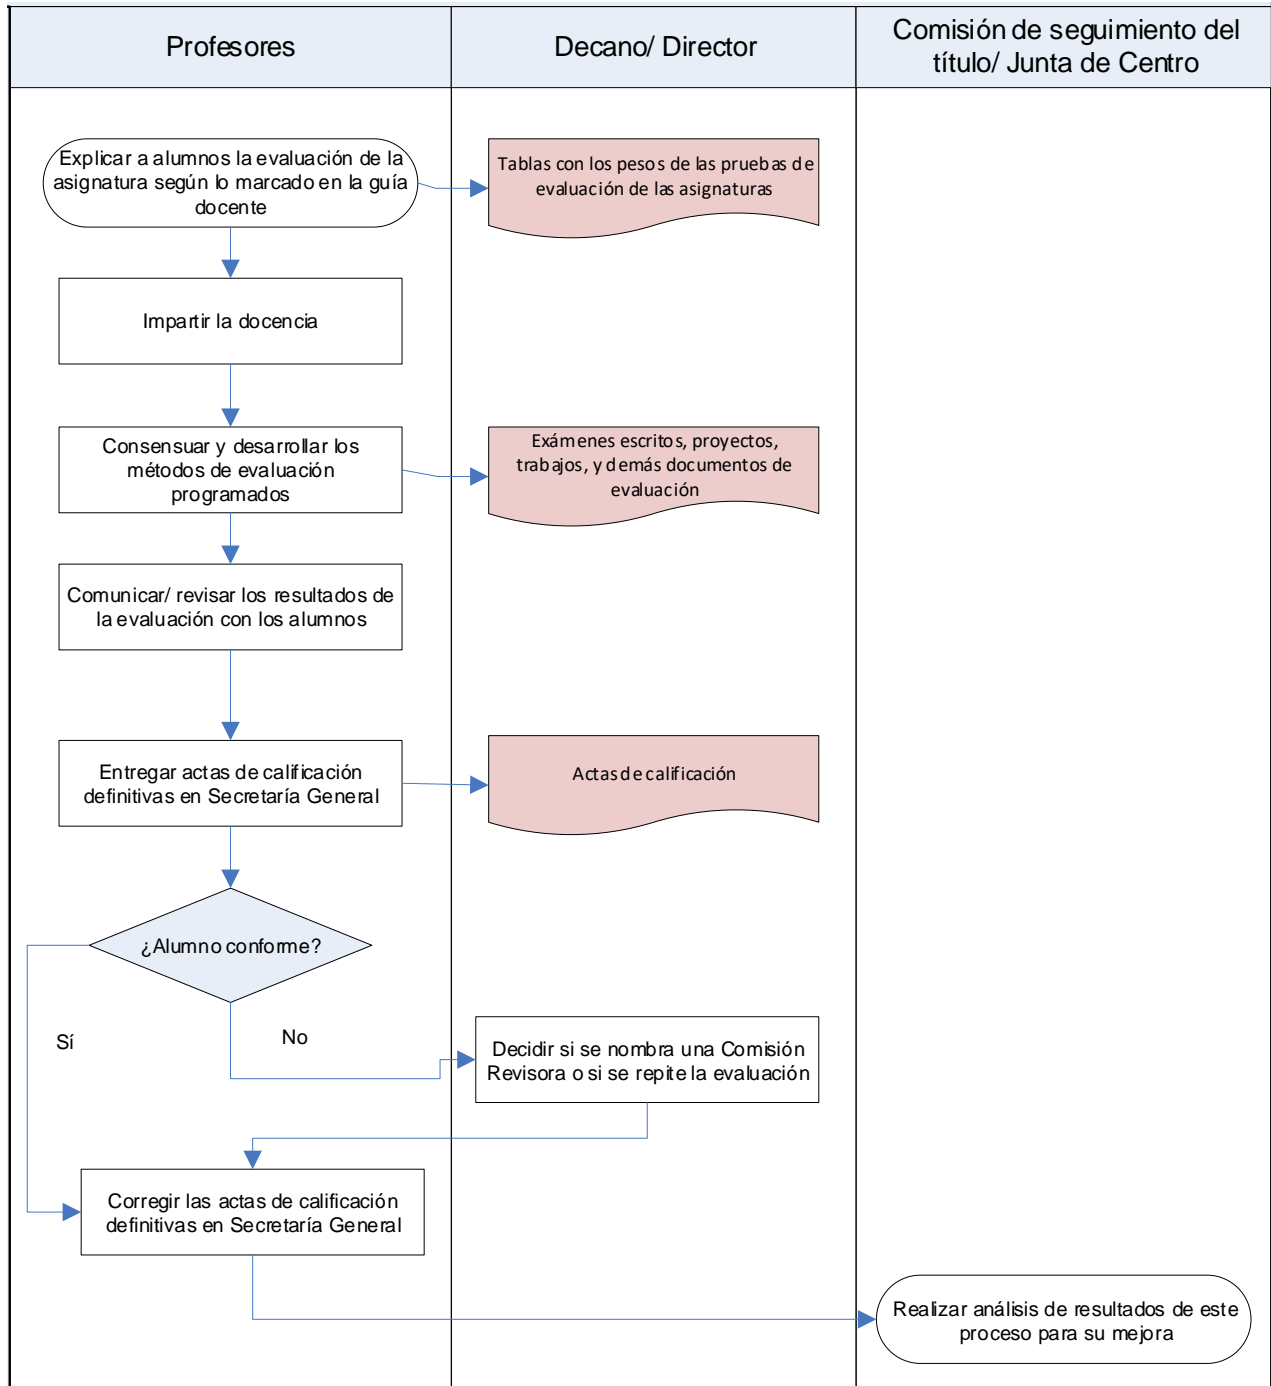 Profesores
Decano/ Director
Comisión de seguimiento del
título/ Junta de Centro
Explicar a alumnos la evaluación de la
asignatura según lo marcado en la guía
docente
Tablas con los pesos de las pruebas de
evaluación de las asignaturas
Impartir la docencia
Consensuar y desarrollar los
métodos de evaluación
programados
Exámenes escritos, proyectos,
trabajos, y demás documentos de
evaluación
Comunicar/ revisar los resultados de
la evaluación con los alumnos
Entregar actas de calificación
definitivas en Secretaría General
Actas de calificación
¿Alumno conforme?
Sí
No
Decidir si se nombra una Comisión
Revisora o si se repite la evaluación
Corregir las actas de calificación
definitivas en Secretaría General
Realizar análisis de resultados de este
proceso para su mejora